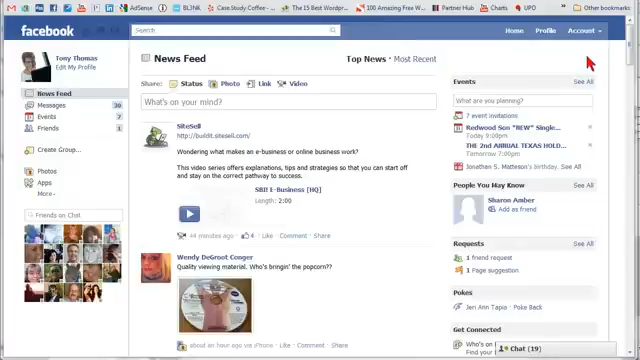 Gmail
AdSense
BL3NK
Case Study - Coffee -
The 15 Best Wordpr
100 Amazing Free W
Partner Hub
Charts
UPO
Other bookmarks
facebook
Search
Home Profile Account
Tony Thomas
Edit My Profile
News Feed
Messages 30
Events 7
Friends 1
Create Group...
Photos
Apps
More
Friends on Chat
News Feed
Top News · Most Recent
Share: Status Photo Link Video
What's on your mind?
SiteSell
http://buildit.sitesell.com/
Wondering what makes an e-business or online business work?
This video series offers explanations, tips and strategies so that you can start off
and stay on the correct pathway to success.
SBI! E-Business [HQ]
Length: 2:00
44 minutes ago · 4 · Like · Comment · Share
Wendy DeGroot Conger
Quality viewing material. Who's bringin' the popcorn??
about an hour ago via iPhone · Like · Comment · Share
Events See All
What are you planning?
7 event invitations
Redwood Sen "NEW" Single...
Today 9:00pm
THE 2nd ANNUAL TEXAS HOLD...
Tomorrow 7:00pm
Jonathan S. Matteson's birthday. See All
People You May Know See All
Sharon Amber
Add as friend
Requests See All
1 friend request
1 Page suggestion.
Pokes
Jeri Ann Tapia · Poke Back
Get Connected
Who's on
Chat (19)